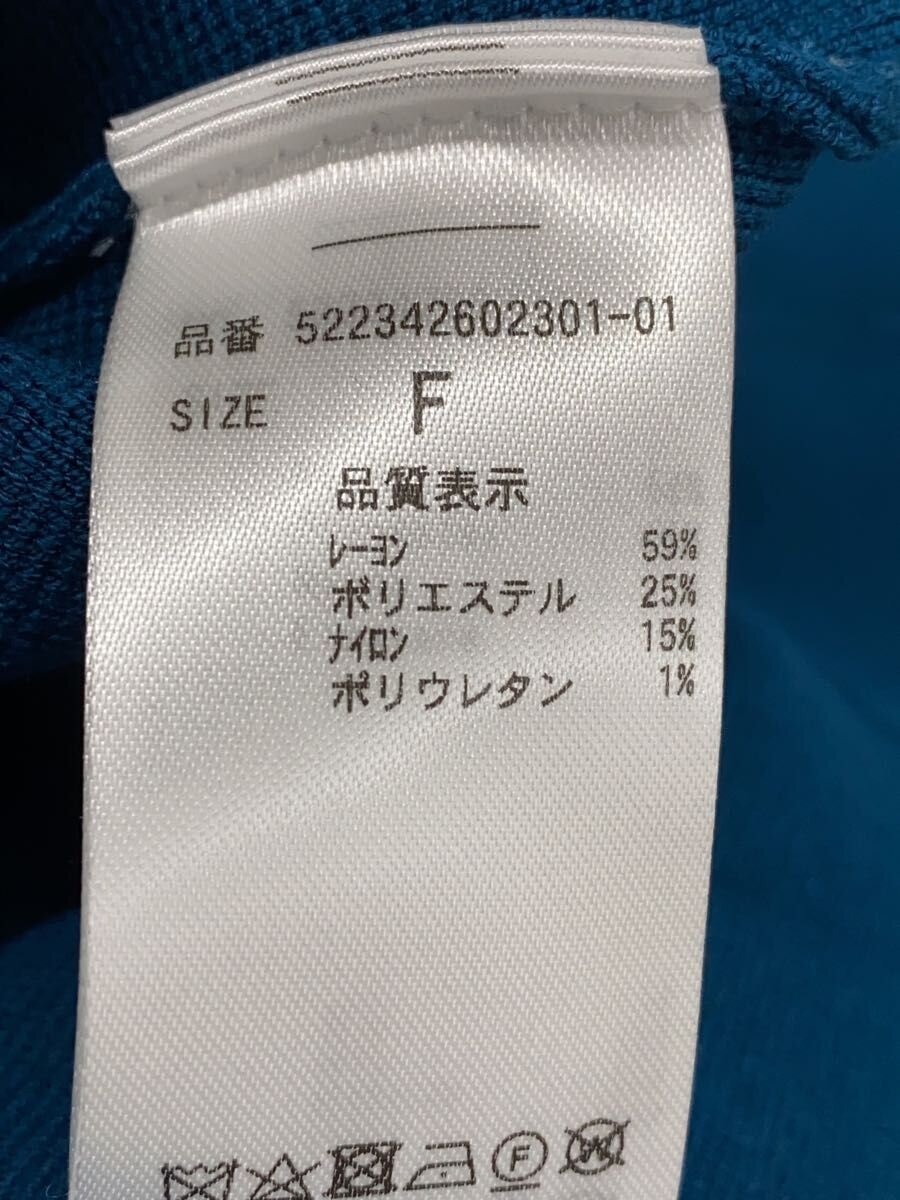 品番 522342602301-01
SIZE F
品質表示
レーヨン 59%
ポリエステル 25%
ナイロン 15%
ポリウレタン 1%
F
W